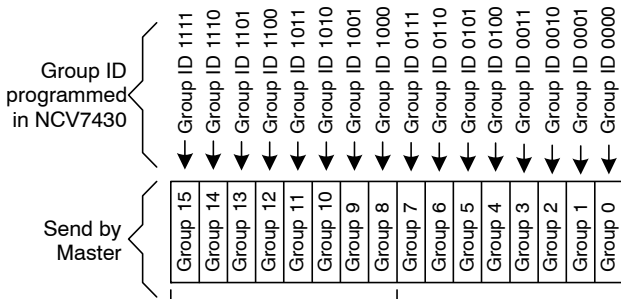 Group ID
programmed
in NCV7430
Group ID 1111
Group ID 1110
Group ID 1101
Group ID 1100
Group ID 1011
Group ID 1010
Group ID 1001
Group ID 1000
Group ID 0111
Group ID 0110
Group ID 0101
Group ID 0100
Group ID 0011
Group ID 0010
Group ID 0001
Group ID 0000
Send by
Master
Group 15
Group 14
Group 13
Group 12
Group 11
Group 10
Group 9
Group 8
Group 7
Group 6
Group 5
Group 4
Group 3
Group 2
Group 1
Group 0